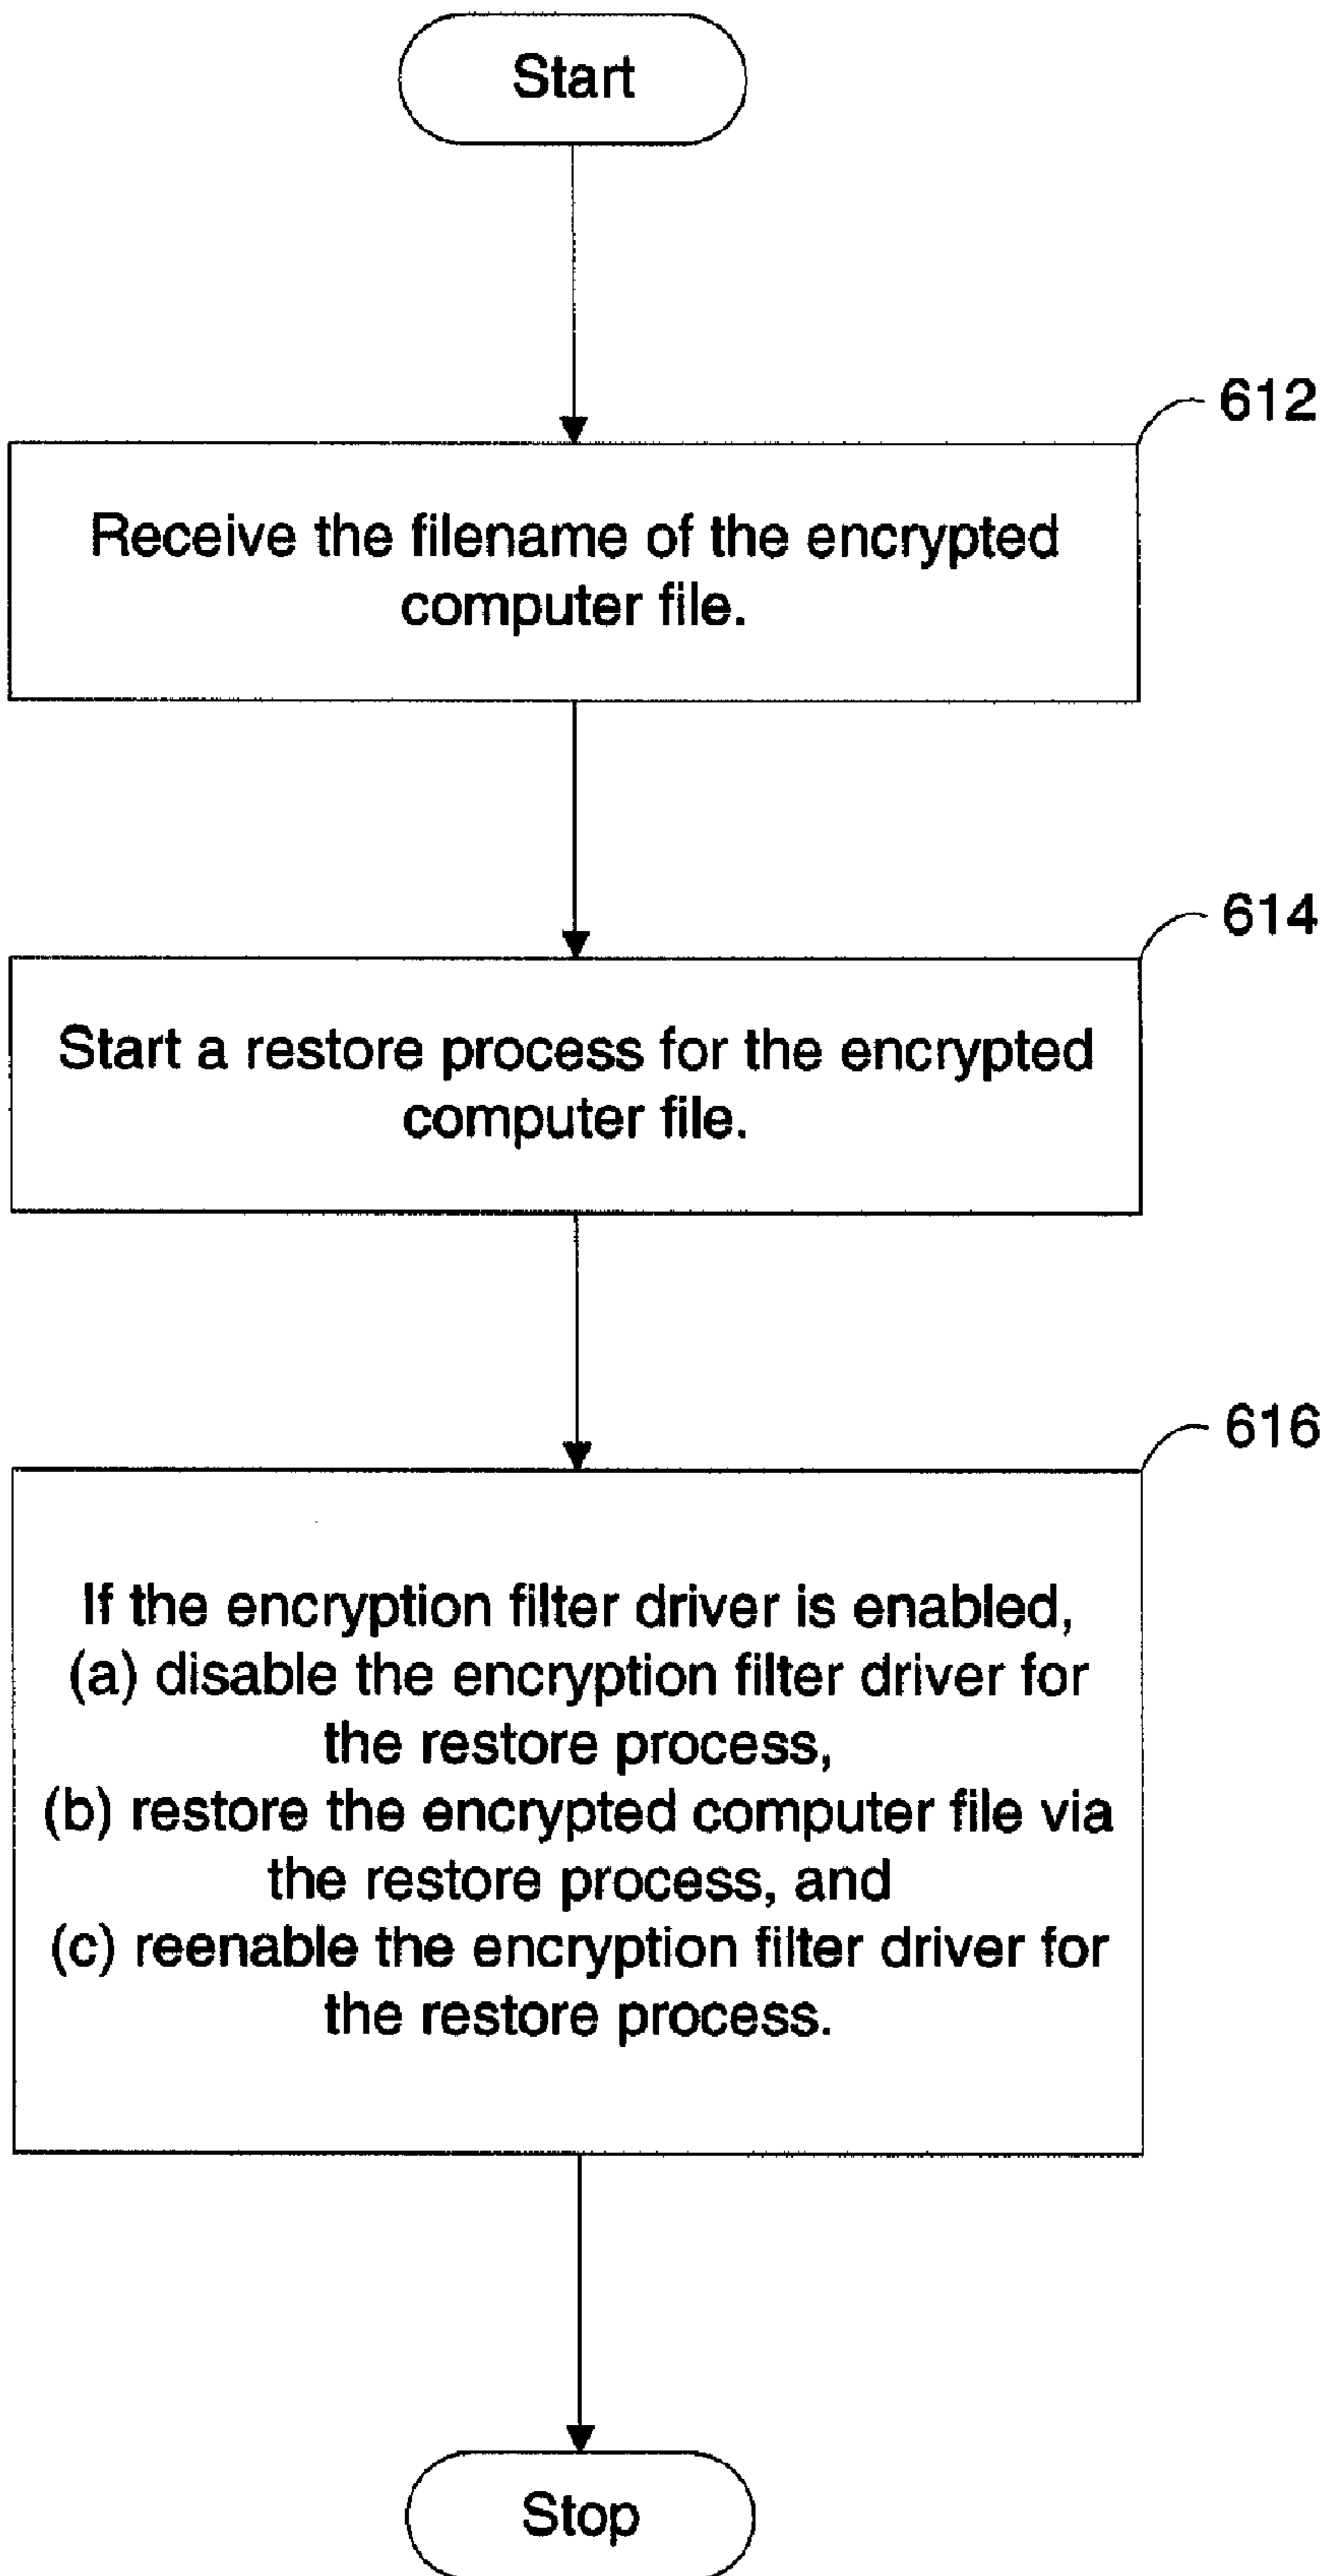 Start
612
Receive the filename of the encrypted
computer file.
614
Start a restore process for the encrypted
computer file.
616
If the encryption filter driver is enabled,
(a) disable the encryption filter driver for
the restore process,
(b) restore the encrypted computer file via
the restore process, and
(c) reenable the encryption filter driver for
the restore process.
Stop